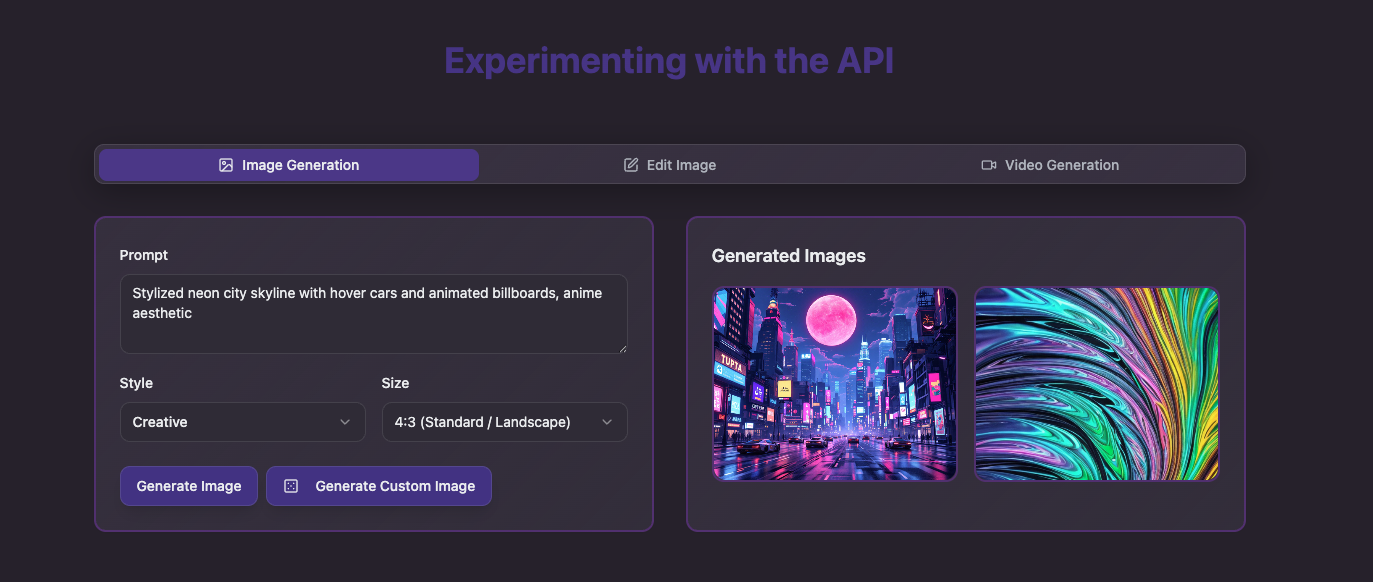 Experimenting with the API
Image Generation
Edit Image
Video Generation
Prompt
Stylized neon city skyline with hover cars and animated billboards, anime
aesthetic
Style
Size
Creative
4:3 (Standard / Landscape)
Generate Image
Generate Custom Image
Generated Images
TUPTA